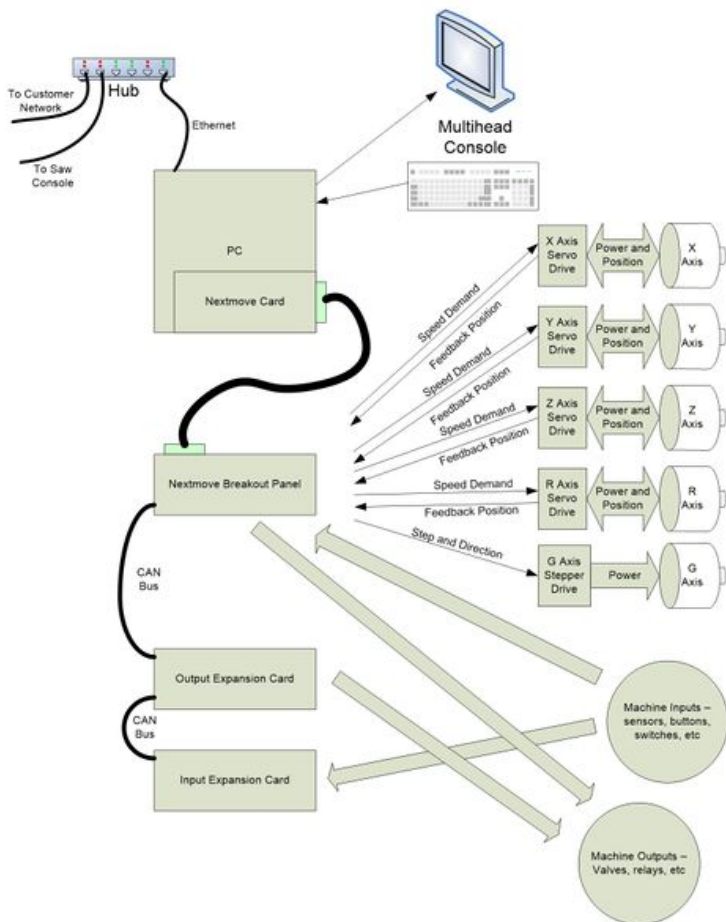 To Customer
Network
Hub
Ethernet
To Saw
Console
Multihead
Console
PC
Nextmove Card
Speed Demand
Feedback Position
X Axis
Servo
Drive
Power and
Position
X
Axis
Speed Demand
Feedback Position
Y Axis
Servo
Drive
Power and
Position
Y
Axis
Speed Demand
Feedback Position
Z Axis
Servo
Drive
Power and
Position
Z
Axis
Nextmove Breakout Panel
Speed Demand
Feedback Position
R Axis
Servo
Drive
Power and
Position
R
Axis
Step and Direction
G Axis
Stepper
Drive
Power
G
Axis
CAN
Bus
Output Expansion Card
CAN
Bus
Input Expansion Card
Machine Inputs –
sensors, buttons,
switches, etc
Machine Outputs –
Valves, relays, etc